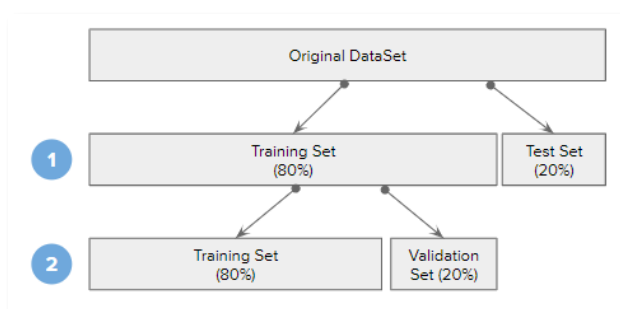 Original DataSet
1
Training Set
(80%)
Test Set
(20%)
2
Training Set
(80%)
Validation
Set (20%)